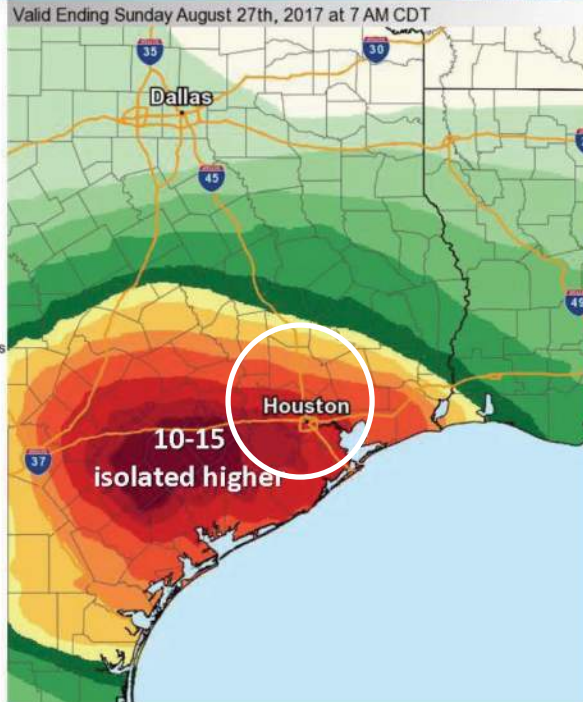 Valid Ending Sunday August 27th, 2017 at 7 AM CDT
35
30
Dallas
45
49
Houston
10-15
isolated higher
37